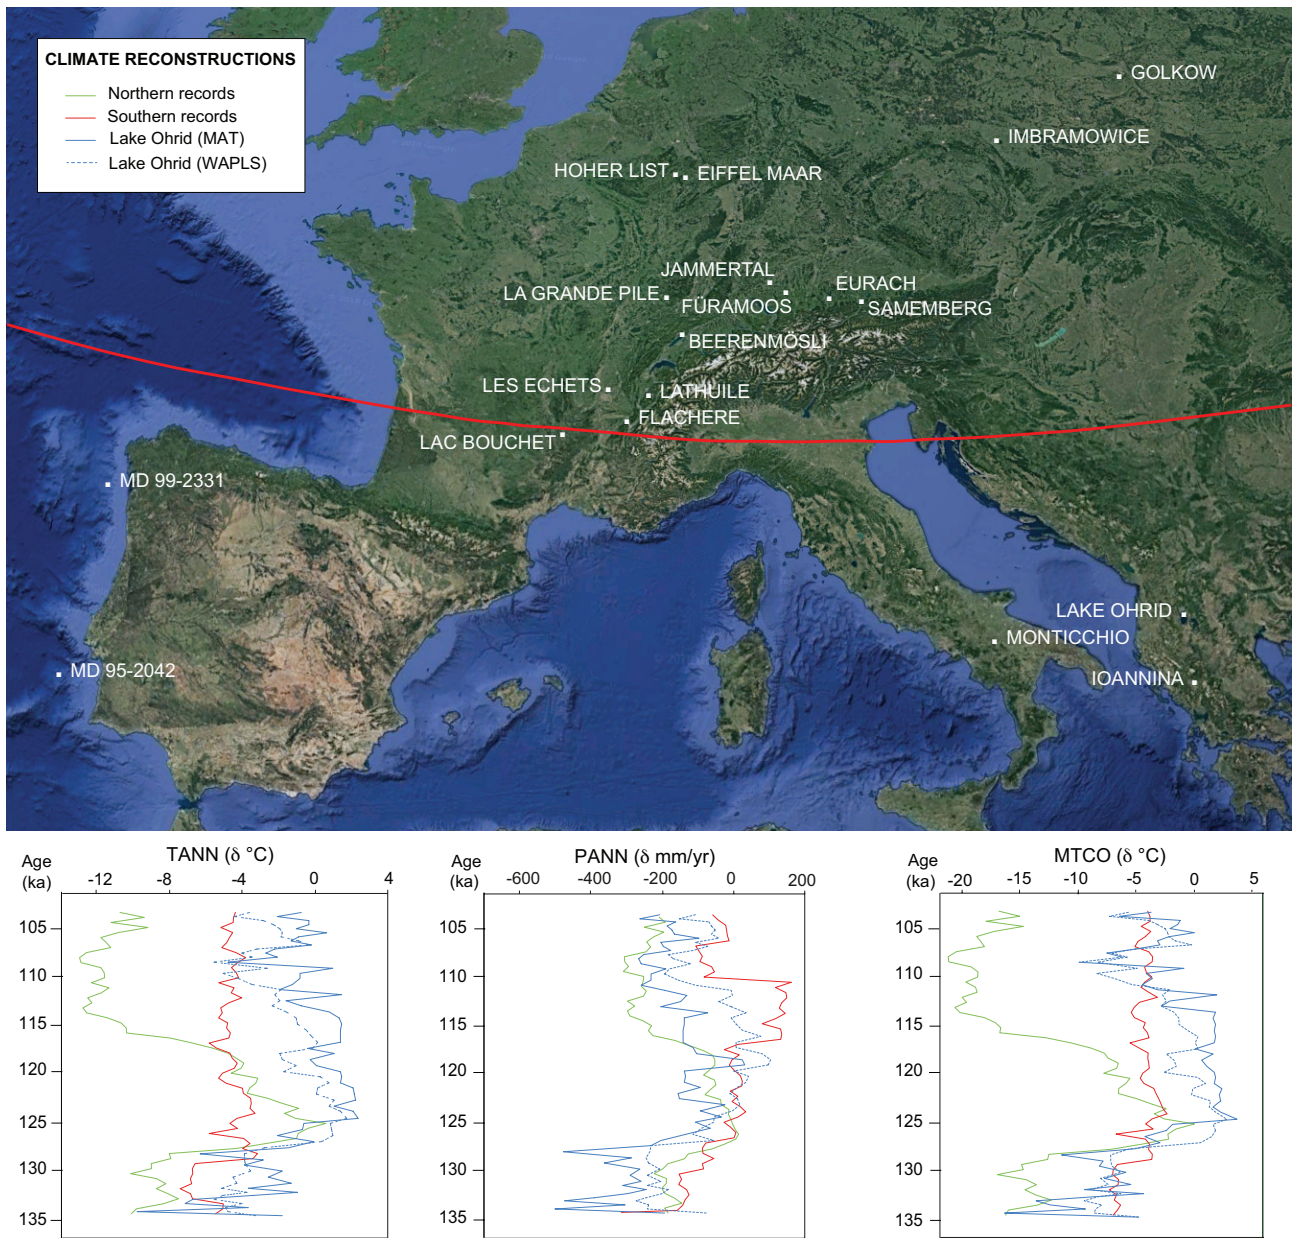 CLIMATE RECONSTRUCTIONS
Northern records
Southern records
Lake Ohrid (MAT)
Lake Ohrid (WAPLS)
GOLKOW
IMBRAMOWICE
HOHER LIST
EIFFEL MAAR
JAMMERTAL
EURACH
LA GRANDE PILE
FÜRAMOOS
SAMEMBERG
BEERENMÖSLI
LES ECHETS
LATHUILE
FLACHERE
LAC BOUCHET
MD 99-2331
LAKE OHRID
MONTICCHIO
MD 95-2042
IOANNINA
Age
(ka)
TANN (δ °C)
-12 -8 -4 0 4
105
110
115
120
125
130
135
Age
(ka)
PANN (δ mm/yr)
-600 -400 -200 0 200
105
110
115
120
125
130
135
Age
(ka)
MTCO (δ °C)
-20 -15 -10 -5 0 5
105
110
115
120
125
130
135